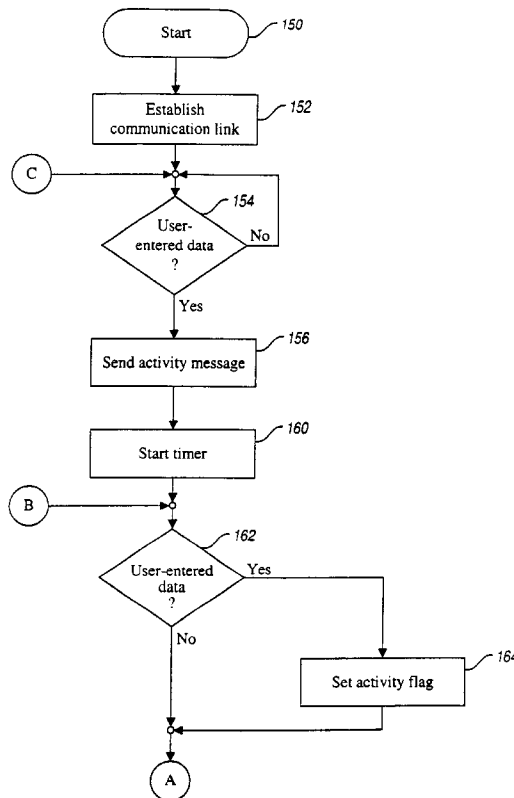 Start
150
Establish
communication link
152
C
154
User-
entered data
?
No
Yes
156
Send activity message
160
Start timer
B
162
User-entered
data
?
Yes
No
164
Set activity flag
A